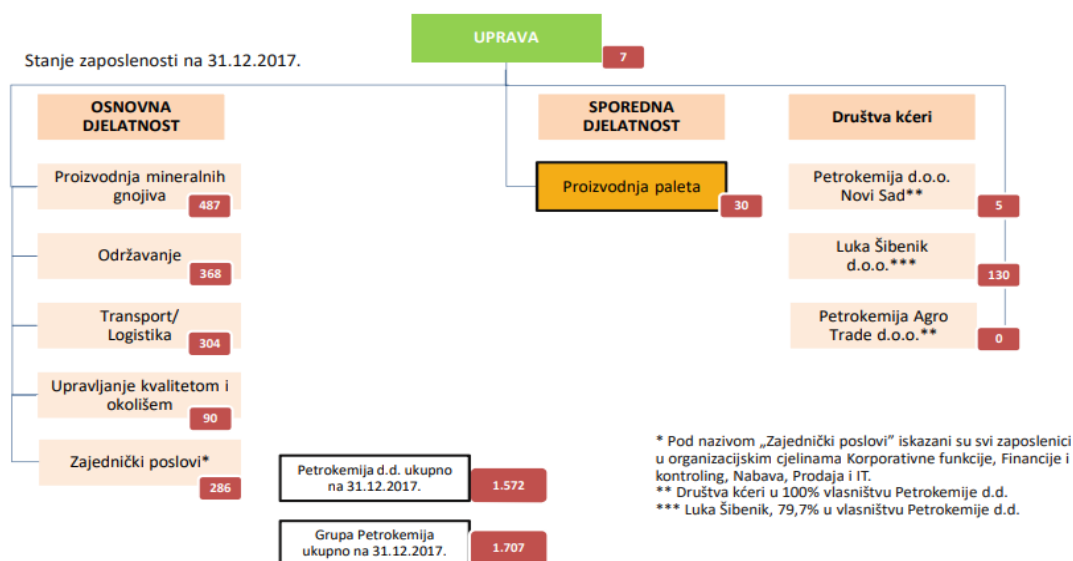 UPRAVA
7
Stanje zaposlenosti na 31.12.2017.
OSNOVNA
DJELATNOST
Proizvodnja mineralnih
gnojiva
487
Održavanje
368
Transport/
Logistika
304
Upravljanje kvalitetom i
okolišem
90
Zajednički poslovi*
286
SPOREDNA
DJELATNOST
Proizvodnja paleta
30
Društva kćeri
Petrokemija d.o.o.
Novi Sad**
5
Luka Šibenik
d.o.o.***
130
Petrokemija Agro
Trade d.o.o.**
0
Petrokemija d.d. ukupno
na 31.12.2017.
1.572
Grupa Petrokemija
ukupno na 31.12.2017.
1.707
* Pod nazivom „Zajednički poslovi” iskazani su svi zaposlenici
u organizacijskim cjelinama Korporativne funkcije, Financije i
kontroling, Nabava, Prodaja i IT.
** Društva kćeri u 100% vlasništvu Petrokemije d.d.
*** Luka Šibenik, 79,7% u vlasništvu Petrokemije d.d.